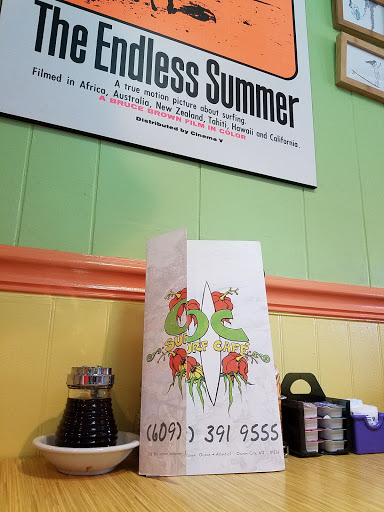 The Endless Summer
A true motion picture about surfing.
Filmed in Africa, Australia, New Zealand, Tahiti, Hawaii and California.
A BRUCE BROWN FILM IN COLOR
Distributed by Cinema V
OC
SURF CAFE
(609) 391 9555